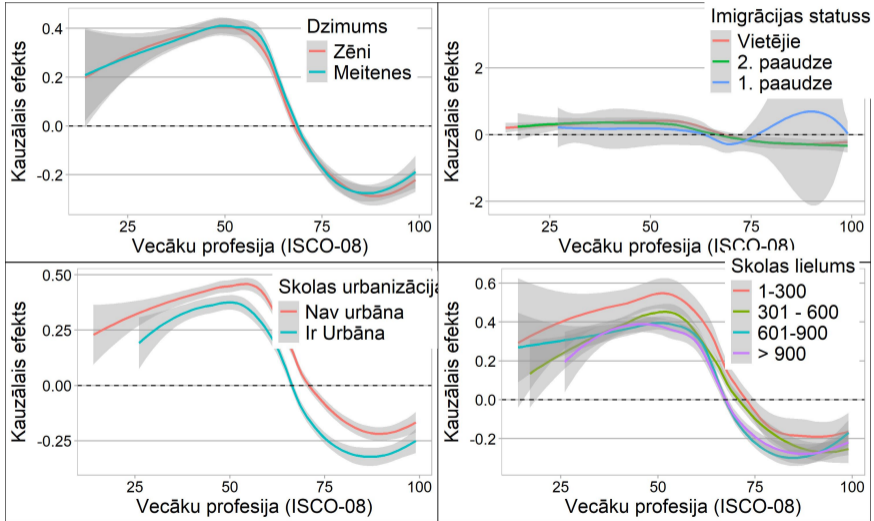 Dzimums
Zēni
Meitenes
Kauzālais efekts
0.4
0.2
0.0
-0.2
25
50
75
100
Vecāku profesija (ISCO-08)
Imigrācijas statuss
Vietējie
2. paaudze
1. paaudze
Kauzālais efekts
2
0
-2
25
50
75
100
Vecāku profesija (ISCO-08)
Skolas urbanizācija
Nav urbāna
Ir Urbāna
Kauzālais efekts
0.50
0.25
0.00
-0.25
25
50
75
100
Vecāku profesija (ISCO-08)
Skolas lielums
1-300
301 - 600
601-900
> 900
Kauzālais efekts
0.6
0.4
0.2
0.0
-0.2
25
50
75
100
Vecāku profesija (ISCO-08)